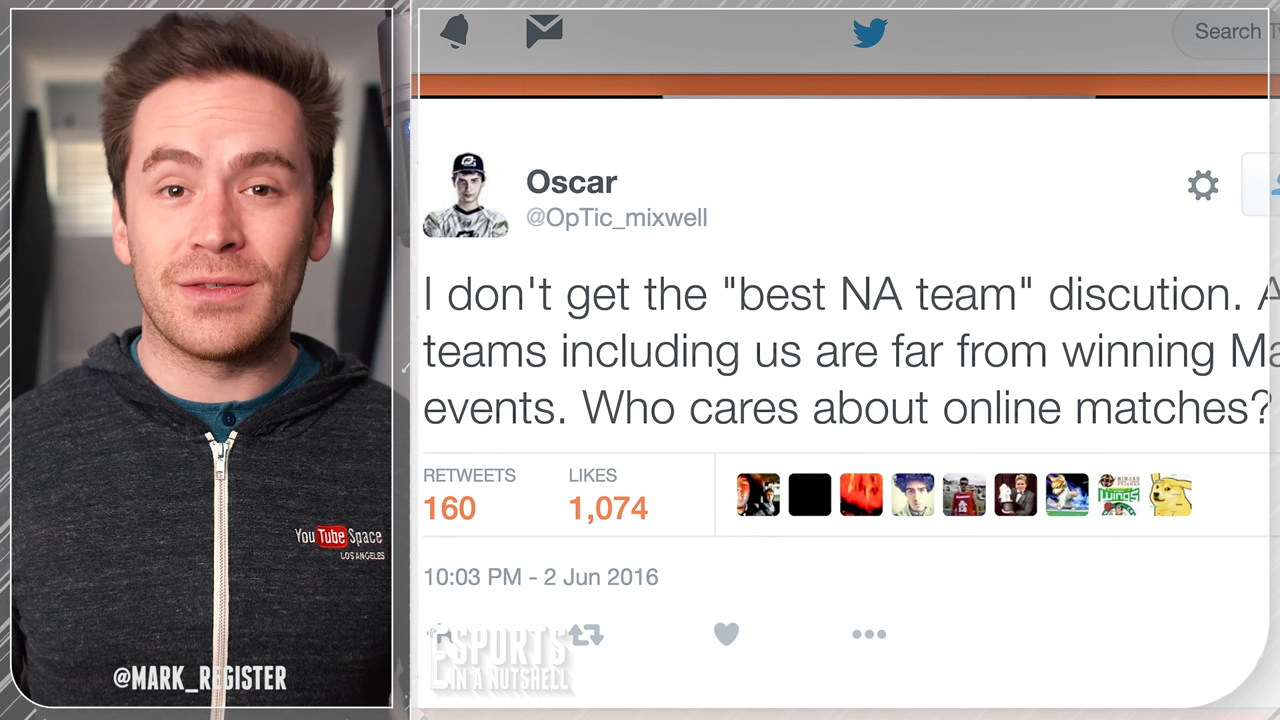 Search
Oscar
@OpTic_mixwell
I don't get the "best NA team" discution.
teams including us are far from winning
events. Who cares about online matches?
RETWEETS LIKES
160 1,074
10:03 PM - 2 Jun 2016
ESPORTS
IN A NUTSHELL
You Tube Space
LOS ANGELES
@MARK_REGISTER